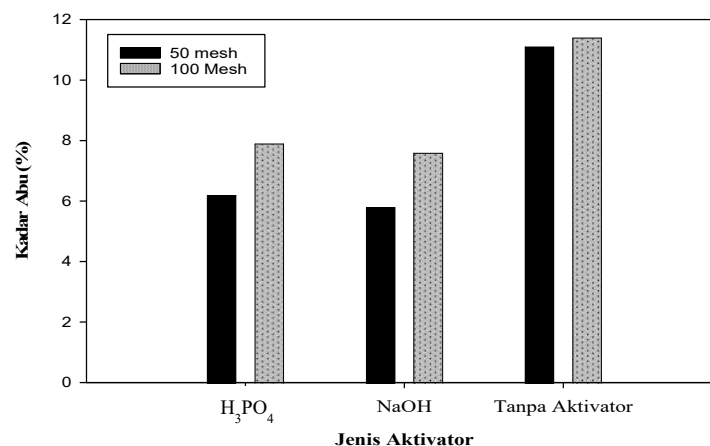 12
50 mesh
100 Mesh
10
8
6
4
2
0
Kadar Abu (%)
H₃PO₄
NaOH
Tanpa Aktivator
Jenis Aktivator